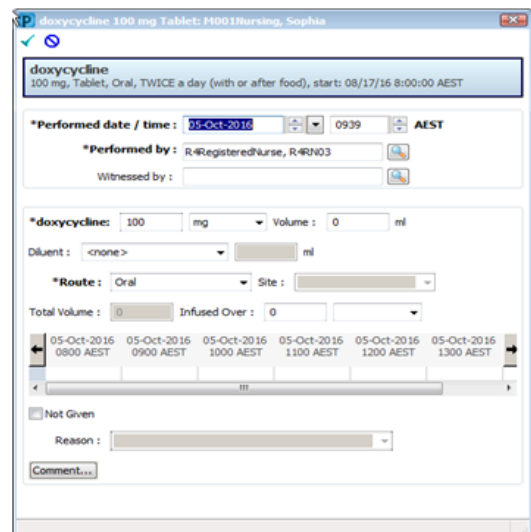 doxycycline 100 mg Tablet: M001Nursing, Sophia
doxycycline
100 mg, Tablet, Oral, TWICE a day (with or after food), start: 08/17/16 8:00:00 AEST
*Performed date / time : 05-Oct-2016 0939 AEST
*Performed by : R4RegisteredNurse, R4RN03
Witnessed by :
*doxycycline: 100 mg Volume : 0 ml
Diluent : <none> ml
*Route : Oral Site :
Total Volume : 0 Infused Over : 0
05-Oct-2016 05-Oct-2016 05-Oct-2016 05-Oct-2016 05-Oct-2016 05-Oct-2016
0800 AEST 0900 AEST 1000 AEST 1100 AEST 1200 AEST 1300 AEST
Not Given
Reason :
Comment...